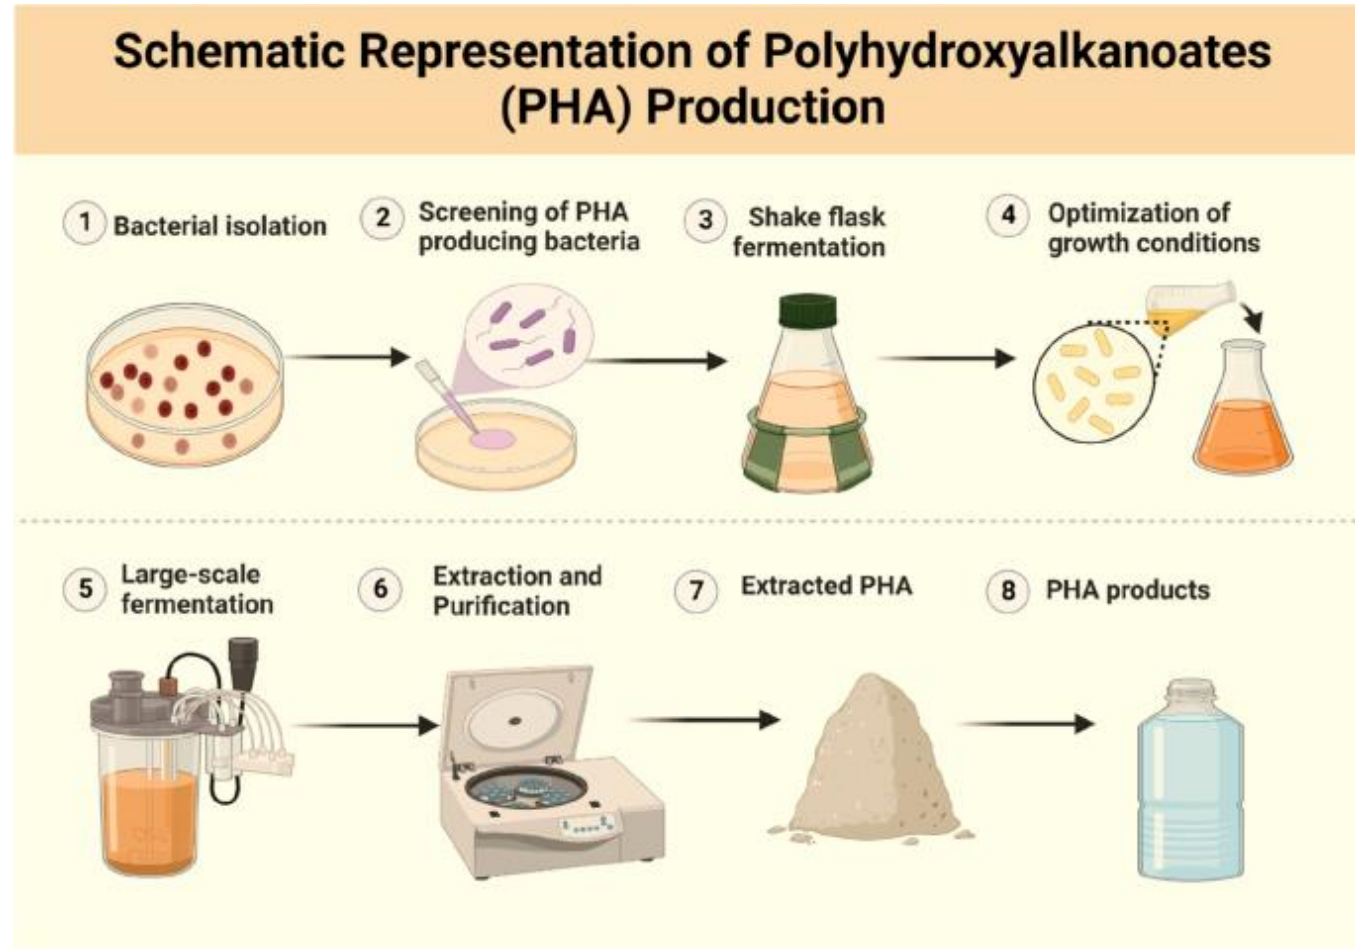 Schematic Representation of Polyhydroxyalkanoates
(PHA) Production
1 Bacterial isolation
2 Screening of PHA
producing bacteria
3 Shake flask
fermentation
4 Optimization of
growth conditions
5 Large-scale
fermentation
6 Extraction and
Purification
7 Extracted PHA
8 PHA products